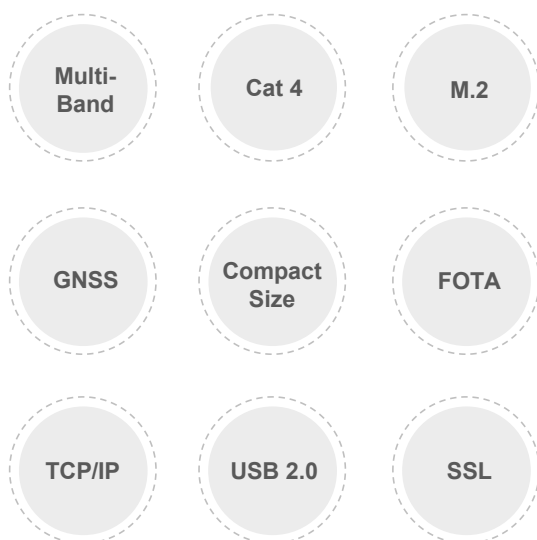 Multi-
Band
Cat 4
M.2
GNSS
Compact
Size
FOTA
TCP/IP
USB 2.0
SSL